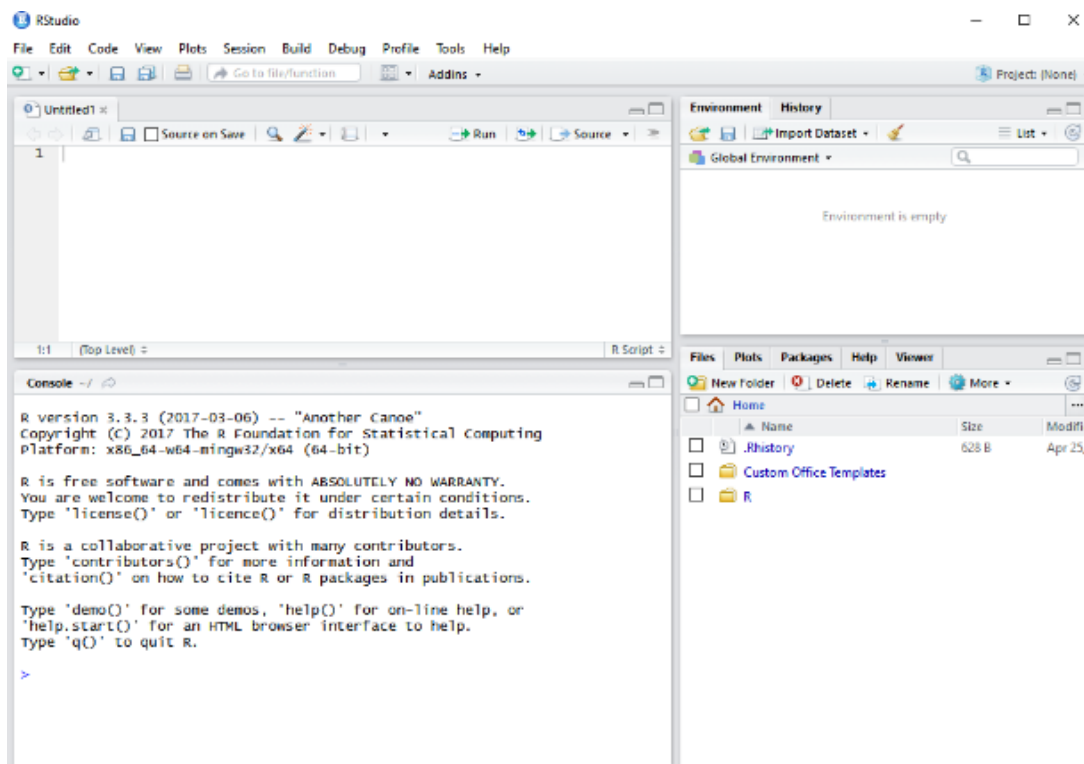 RStudio
File Edit Code View Plots Session Build Debug Profile Tools Help
Go to file/function Addins Project: (None)
Untitled1
Source on Save Run Source
1
1:1 (Top Level) R Script
Console ~/
R version 3.3.3 (2017-03-06) -- "Another Canoe"
Copyright (C) 2017 The R Foundation for Statistical Computing
Platform: x86_64-w64-mingw32/x64 (64-bit)
R is free software and comes with ABSOLUTELY NO WARRANTY.
You are welcome to redistribute it under certain conditions.
Type 'license()' or 'licence()' for distribution details.
R is a collaborative project with many contributors.
Type 'contributors()' for more information and
'citation()' on how to cite R or R packages in publications.
Type 'demo()' for some demos, 'help()' for on-line help, or
'help.start()' for an HTML browser interface to help.
Type 'q()' to quit R.
>
Environment History
Import Dataset List
Global Environment
Environment is empty
Files Plots Packages Help Viewer
New Folder Delete Rename More
Home
Name Size Modifi
.Rhistory 628 B Apr 25,
Custom Office Templates
R